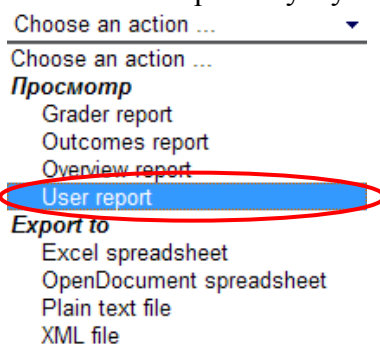 Choose an action ...
Choose an action ...
Просмотр
Grader report
Outcomes report
Overview report
User report
Export to
Excel spreadsheet
OpenDocument spreadsheet
Plain text file
XML file